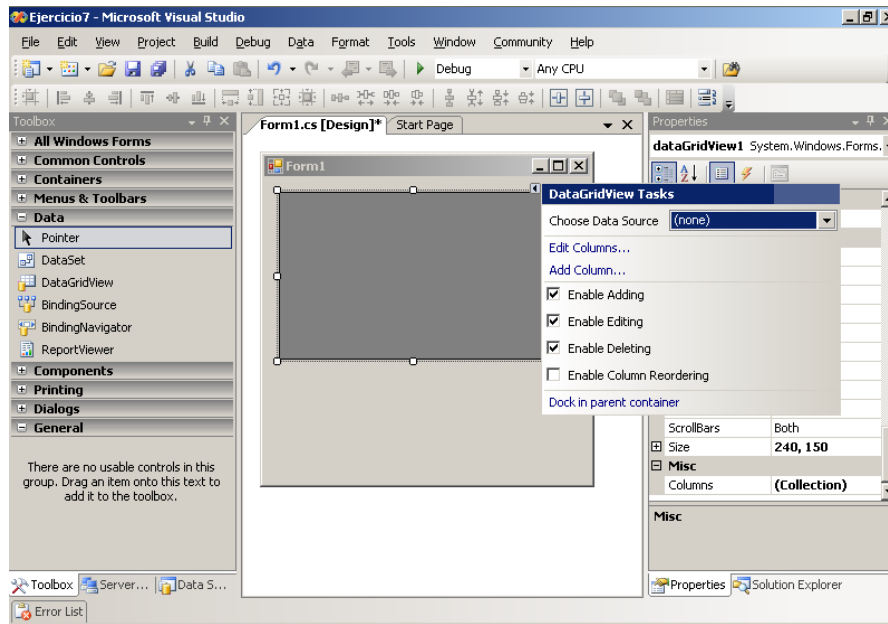 Ejercicio7 - Microsoft Visual Studio
File Edit View Project Build Debug Data Format Tools Window Community Help
Debug Any CPU
Toolbox
All Windows Forms
Common Controls
Containers
Menus & Toolbars
Data
Pointer
DataSet
DataGridView
BindingSource
BindingNavigator
ReportViewer
Components
Printing
Dialogs
General
There are no usable controls in this
group. Drag an item onto this text to
add it to the toolbox.
Toolbox Server... Data S...
Error List
Form1.cs [Design]* Start Page
Form1
DataGridView Tasks
Choose Data Source (none)
Edit Columns...
Add Column...
Enable Adding
Enable Editing
Enable Deleting
Enable Column Reordering
Dock in parent container
Properties
dataGridView1 System.Windows.Forms.
ScrollBars Both
Size 240, 150
Misc
Columns (Collection)
Misc
Properties Solution Explorer